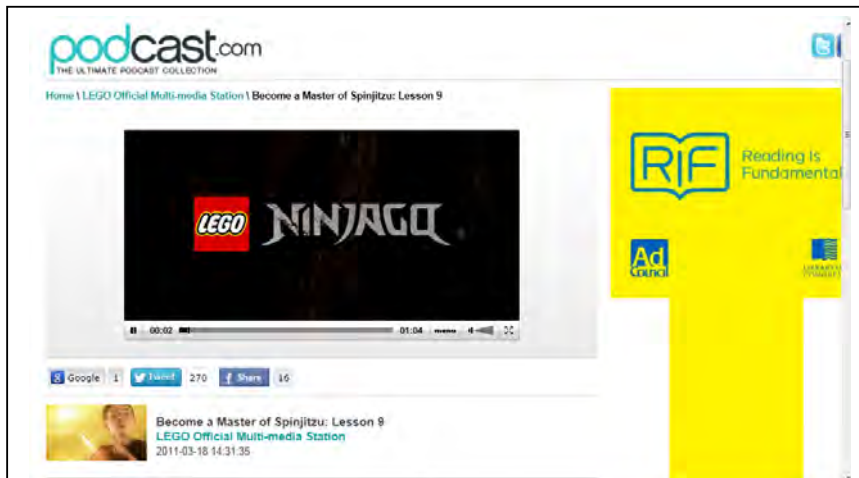 podcast.com
THE ULTIMATE PODCAST COLLECTION
Home \ LEGO Official Multi-media Station \ Become a Master of Spinjitzu: Lesson 9
LEGO NINJAGO
00:02
01:04
menu
Google 1
Tweet 270
Share 16
Become a Master of Spinjitzu: Lesson 9
LEGO Official Multi-media Station
2011-03-18 14:31:35
RIF
Reading Is
Fundamental
Ad
Council